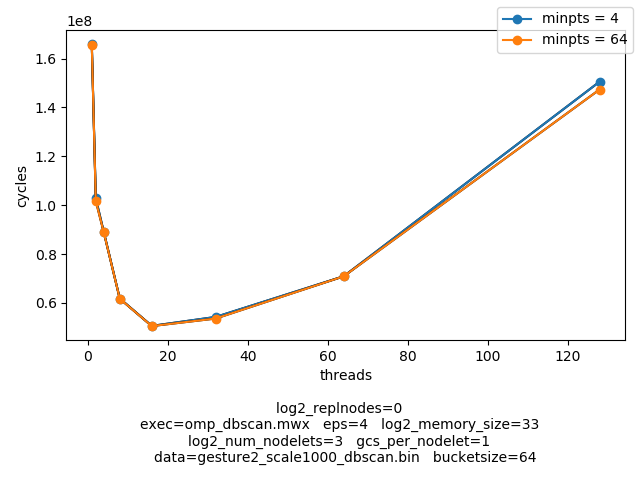 1e8
minpts = 4
minpts = 64
1.6
1.4
1.2
1.0
0.8
0.6
cycles
0 20 40 60 80 100 120
threads
log2_replnodes=0
exec=omp_dbscan.mwx eps=4 log2_memory_size=33
log2_num_nodelets=3 gcs_per_nodelet=1
data=gesture2_scale1000_dbscan.bin bucketsize=64